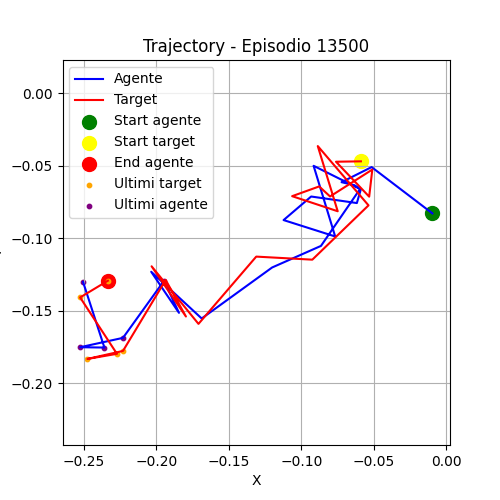 Trajectory - Episodio 13500
Agente
Target
Start agente
Start target
End agente
Ultimi target
Ultimi agente
0.00
−0.05
−0.10
−0.15
−0.20
−0.25
−0.20
−0.15
−0.10
−0.05
0.00
X